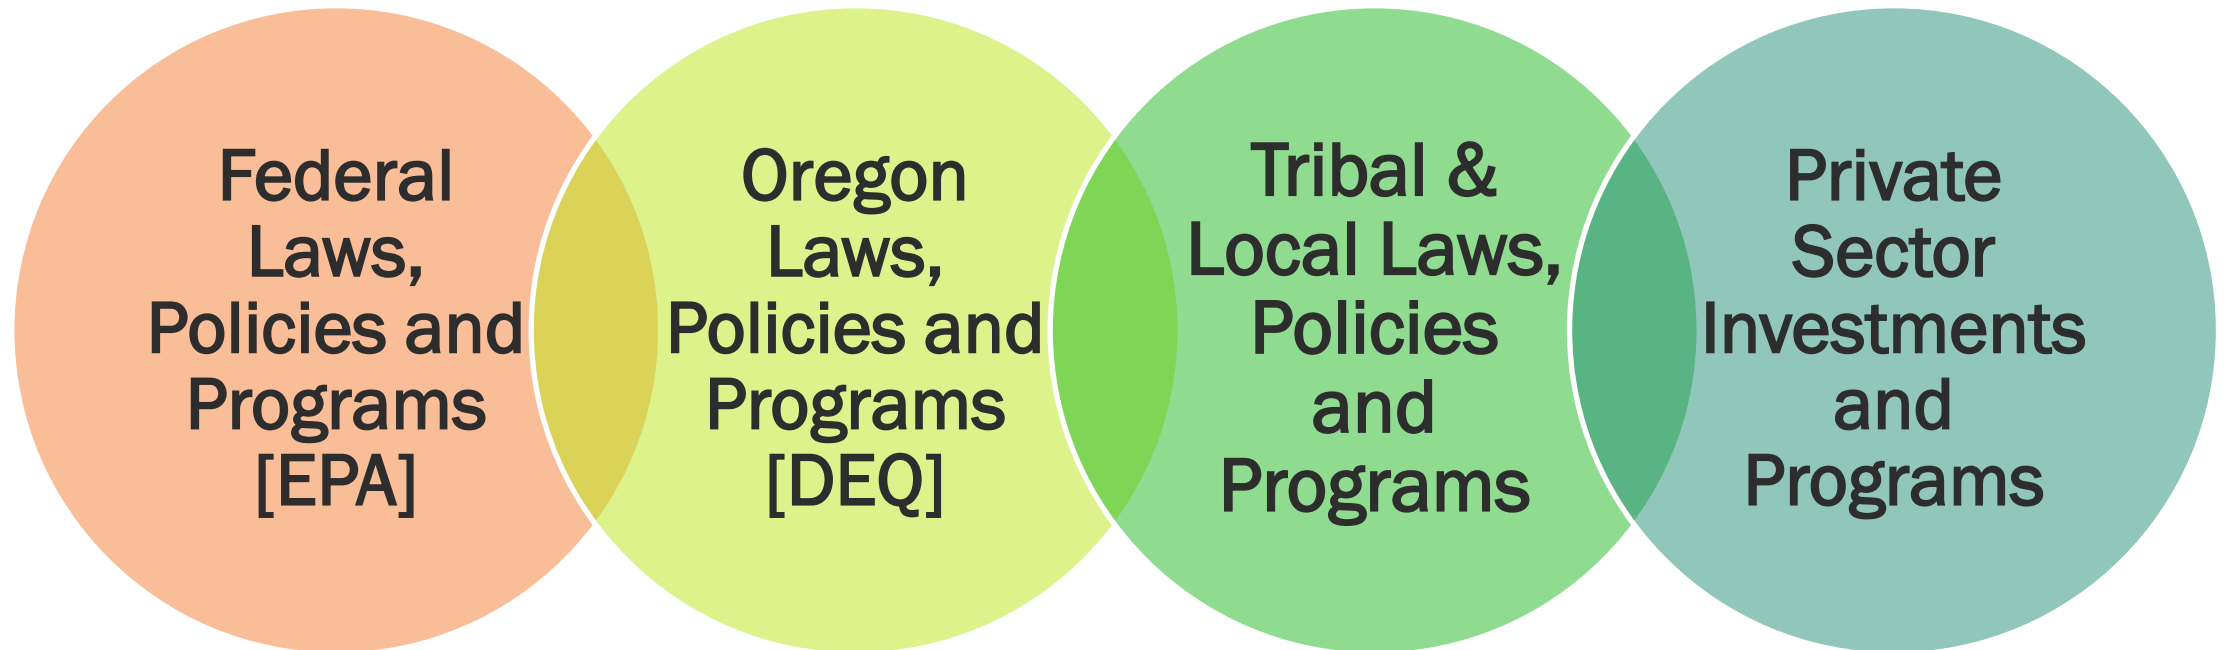 Federal
Laws,
Policies and
Programs
[EPA]
Oregon
Laws,
Policies and
Programs
[DEQ]
Tribal &
Local Laws,
Policies
and
Programs
Private
Sector
Investments
and
Programs